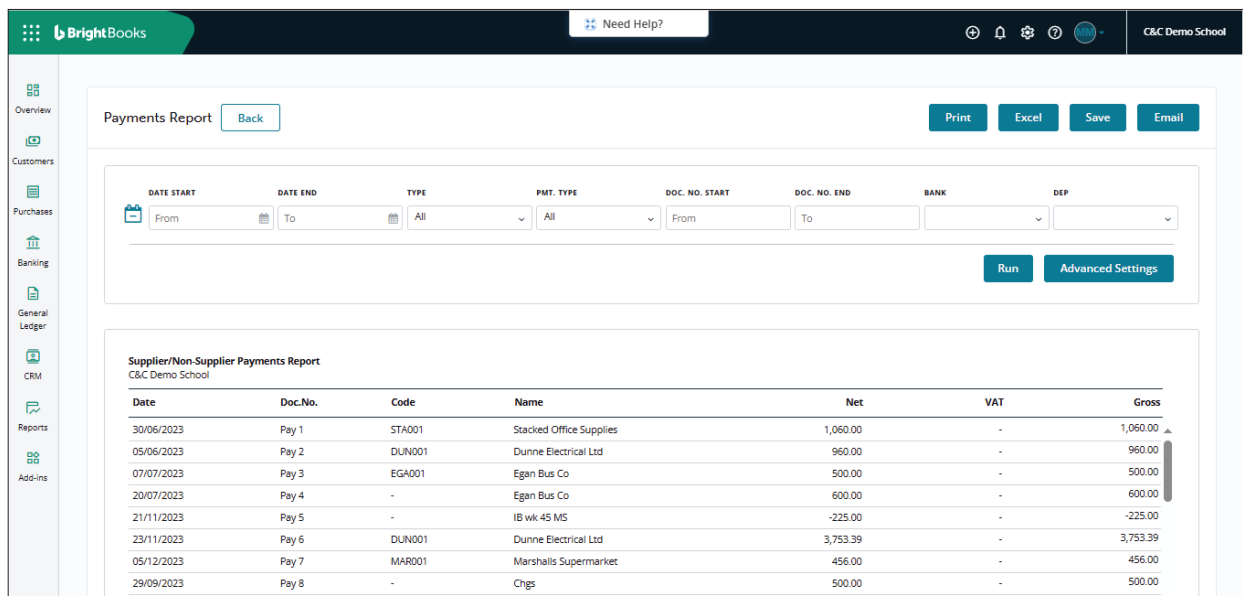 BrightBooks
Need Help?
MM
C&C Demo School
Overview
Customers
Purchases
Banking
General
Ledger
CRM
Reports
Add-ins
Payments Report
Back
Print
Excel
Save
Email
DATE START
DATE END
TYPE
PMT. TYPE
DOC. NO. START
DOC. NO. END
BANK
DEP
From
To
All
All
From
To
Run
Advanced Settings
Supplier/Non-Supplier Payments Report
C&C Demo School
Date Doc.No. Code Name Net VAT Gross
30/06/2023 Pay 1 STA001 Stacked Office Supplies 1,060.00 - 1,060.00
05/06/2023 Pay 2 DUN001 Dunne Electrical Ltd 960.00 - 960.00
07/07/2023 Pay 3 EGA001 Egan Bus Co 500.00 - 500.00
20/07/2023 Pay 4 - Egan Bus Co 600.00 - 600.00
21/11/2023 Pay 5 - IB wk 45 MS -225.00 - -225.00
23/11/2023 Pay 6 DUN001 Dunne Electrical Ltd 3,753.39 - 3,753.39
05/12/2023 Pay 7 MAR001 Marshalls Supermarket 456.00 - 456.00
29/09/2023 Pay 8 - Chgs 500.00 - 500.00